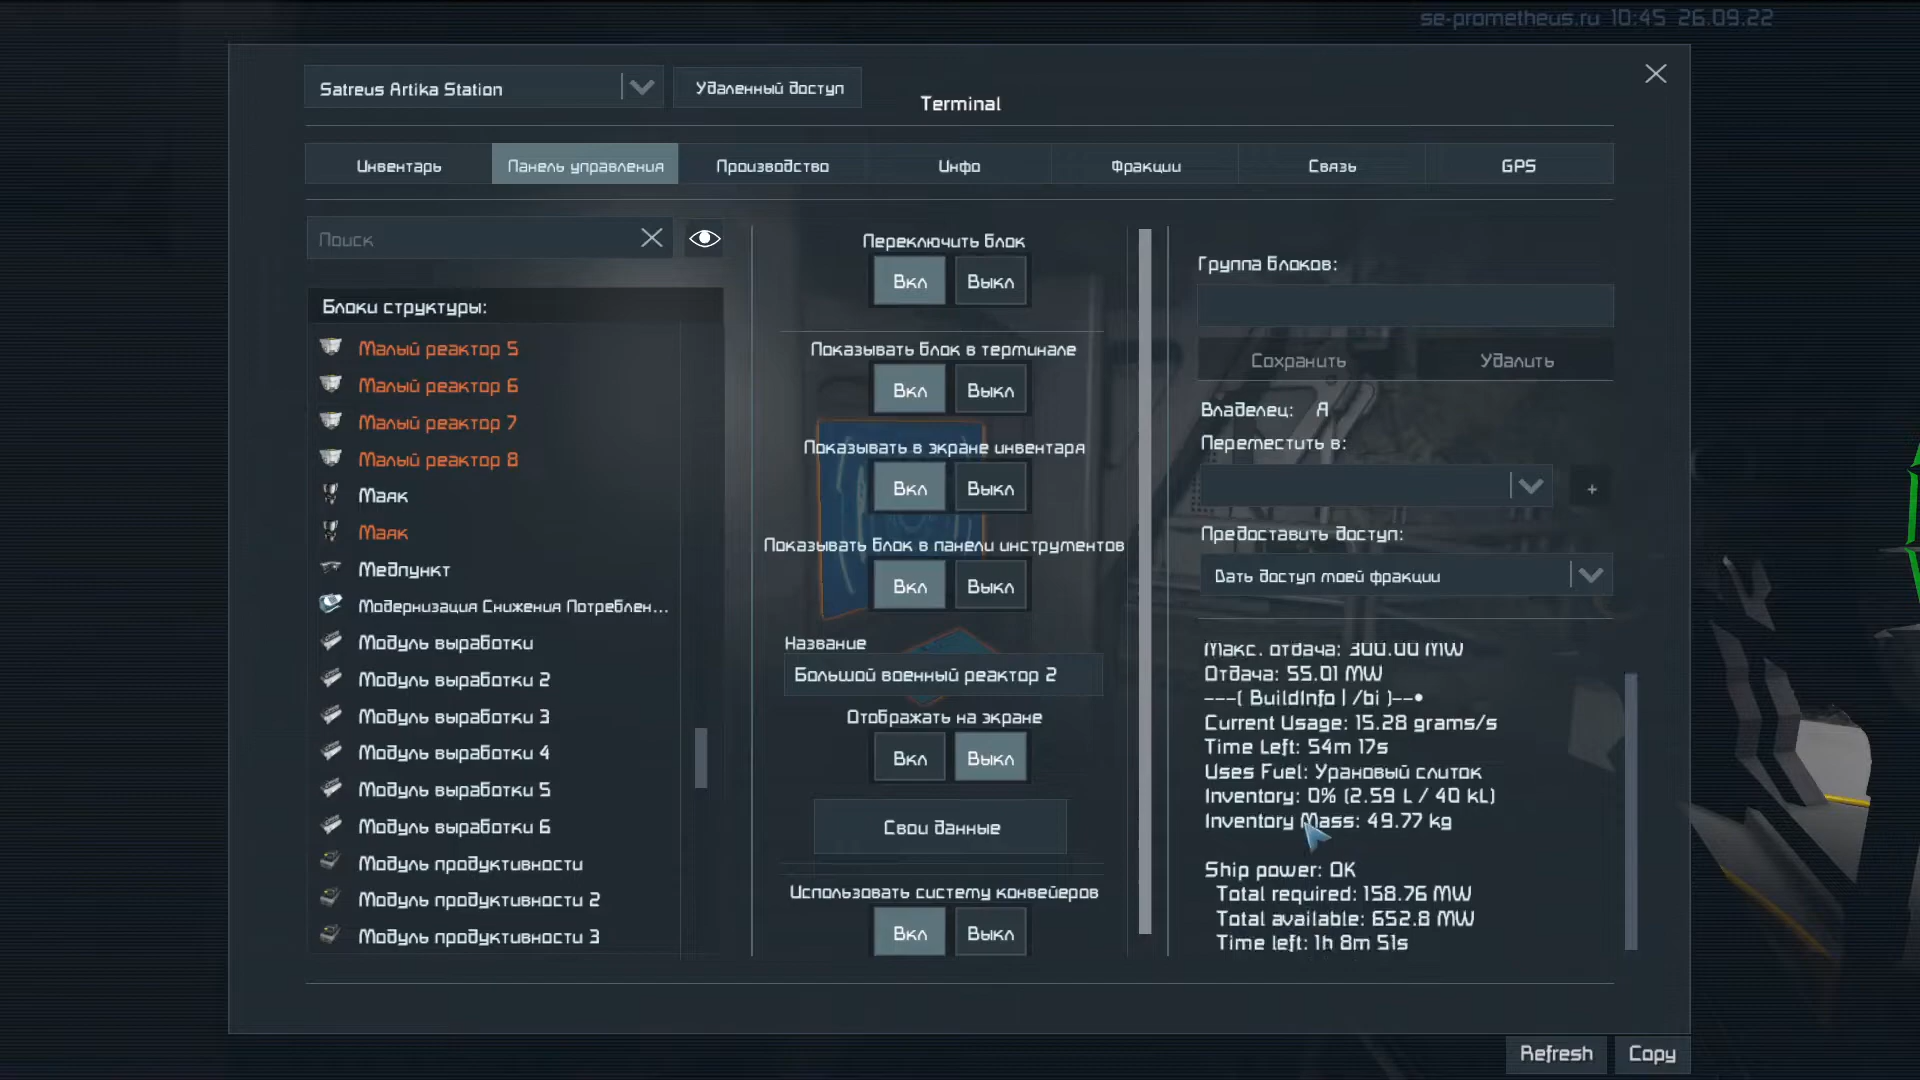 se-prometheus.ru 10:45 26.09.22
Satreus Artika Station
Удаленный доступ
Terminal
Инвентарь
Панель управления
Производство
Инфо
Фракции
Связь
GPS
Поиск
Блоки структуры:
Малый реактор 5
Малый реактор 6
Малый реактор 7
Малый реактор 8
Маяк
Маяк
Медпункт
Модернизация Снижения Потреблен...
Модуль выработки
Модуль выработки 2
Модуль выработки 3
Модуль выработки 4
Модуль выработки 5
Модуль выработки 6
Модуль продуктивности
Модуль продуктивности 2
Модуль продуктивности 3
Переключить блок
Вкл Выкл
Показывать блок в терминале
Вкл Выкл
Показывать в экране инвентаря
Вкл Выкл
Показывать блок в панели инструментов
Вкл Выкл
Название
Большой военный реактор 2
Отображать на экране
Вкл Выкл
Свои данные
Использовать систему конвейеров
Вкл Выкл
Группа блоков:
Сохранить Удалить
Владелец: Я
Переместить в:
+
Предоставить доступ:
Дать доступ моей фракции
Макс. отдача: 300.00 MW
Отдача: 55.01 MW
---( BuildInfo | /bi )--•
Current Usage: 15.28 grams/s
Time Left: 54m 17s
Uses Fuel: Урановый слиток
Inventory: 0% (2.59 L / 40 kL)
Inventory Mass: 49.77 kg
Ship power: OK
Total required: 158.76 MW
Total available: 652.8 MW
Time left: 1h 8m 51s
Refresh
Copy